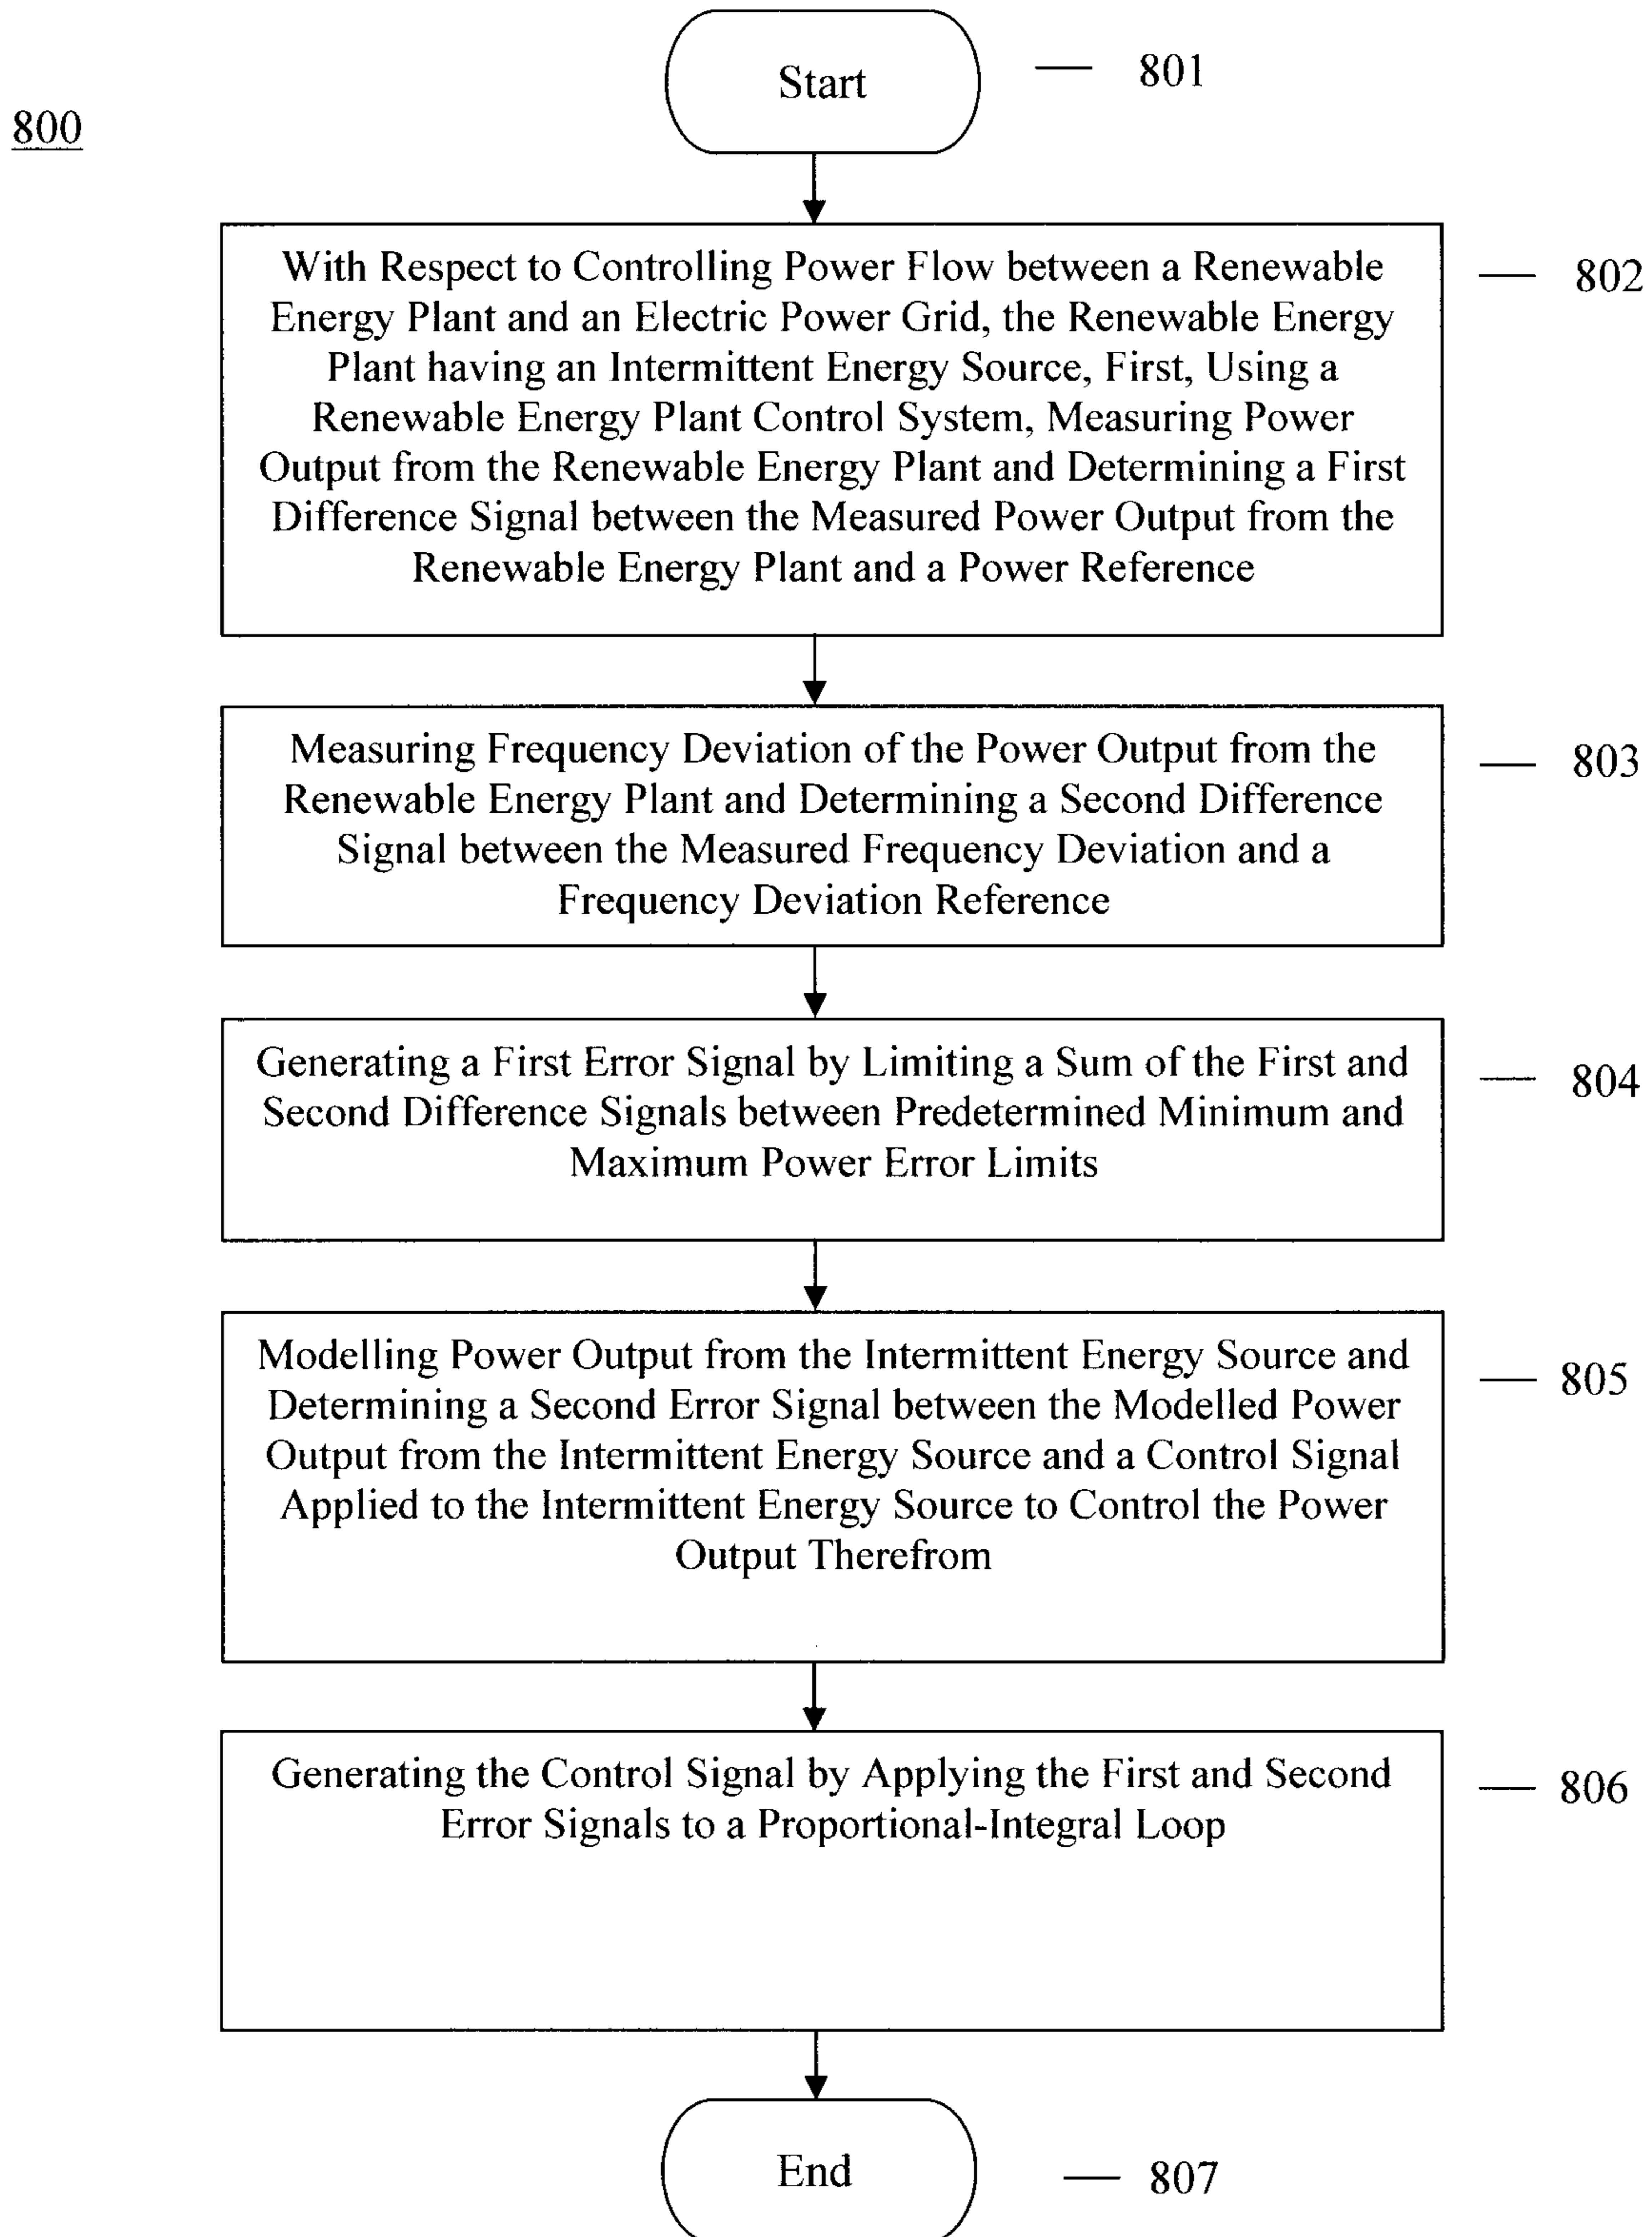 Start
801
800
With Respect to Controlling Power Flow between a Renewable
Energy Plant and an Electric Power Grid, the Renewable Energy
Plant having an Intermittent Energy Source, First, Using a
Renewable Energy Plant Control System, Measuring Power
Output from the Renewable Energy Plant and Determining a First
Difference Signal between the Measured Power Output from the
Renewable Energy Plant and a Power Reference
802
Measuring Frequency Deviation of the Power Output from the
Renewable Energy Plant and Determining a Second Difference
Signal between the Measured Frequency Deviation and a
Frequency Deviation Reference
803
Generating a First Error Signal by Limiting a Sum of the First and
Second Difference Signals between Predetermined Minimum and
Maximum Power Error Limits
804
Modelling Power Output from the Intermittent Energy Source and
Determining a Second Error Signal between the Modelled Power
Output from the Intermittent Energy Source and a Control Signal
Applied to the Intermittent Energy Source to Control the Power
Output Therefrom
805
Generating the Control Signal by Applying the First and Second
Error Signals to a Proportional-Integral Loop
806
End
807